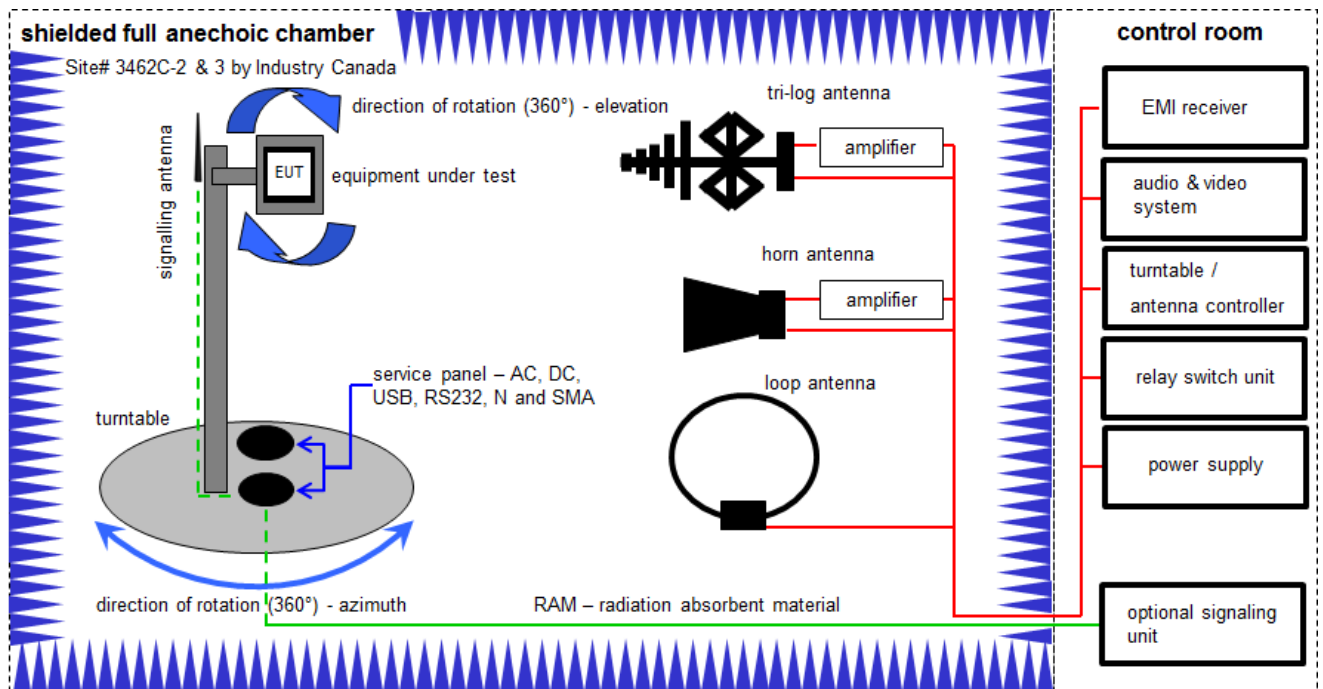 shielded full anechoic chamber
Site# 3462C-2 & 3 by Industry Canada
direction of rotation (360°) - elevation
signalling antenna
EUT
equipment under test
tri-log antenna
amplifier
horn antenna
amplifier
loop antenna
service panel – AC, DC,
USB, RS232, N and SMA
turntable
direction of rotation (360°) - azimuth
RAM – radiation absorbent material
control room
EMI receiver
audio & video
system
turntable /
antenna controller
relay switch unit
power supply
optional signaling
unit